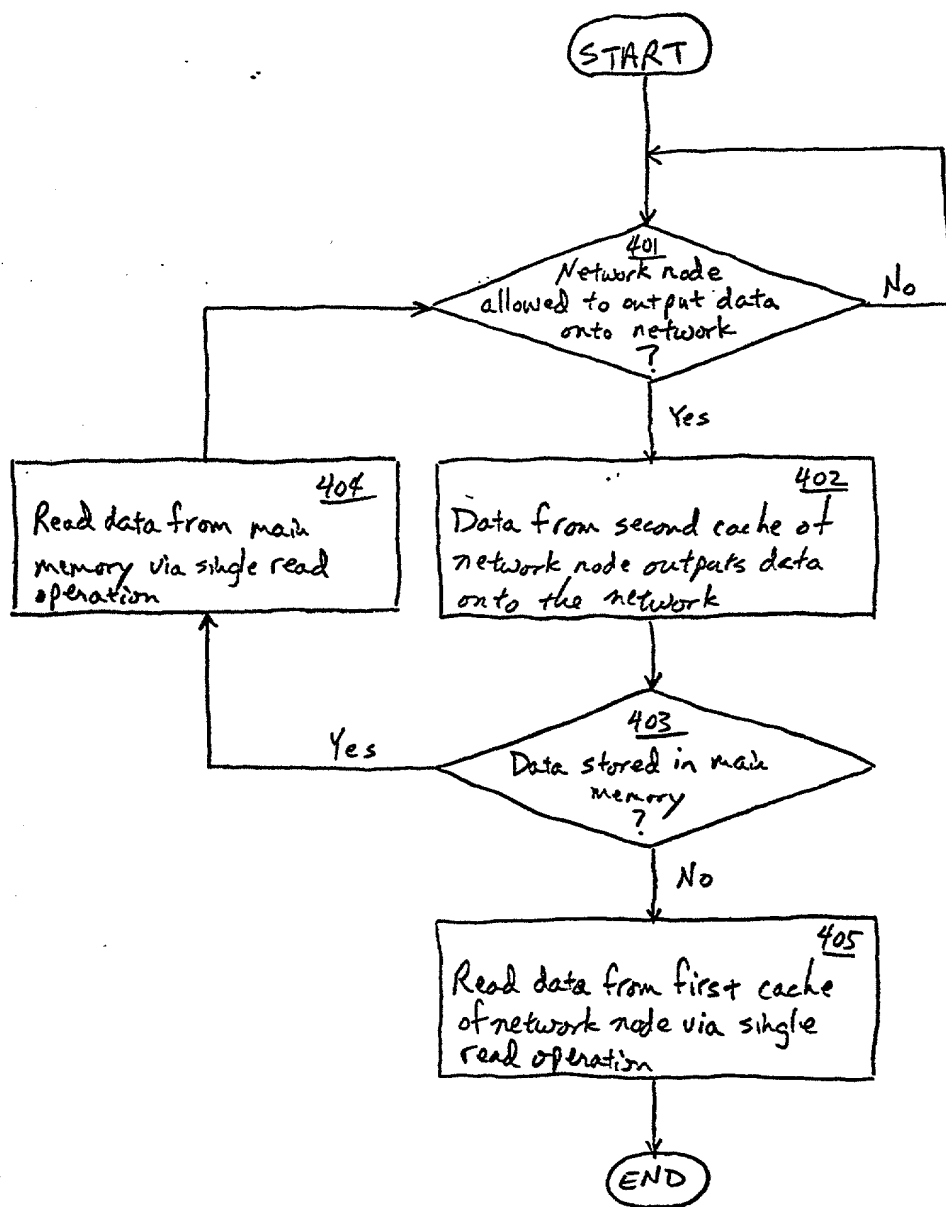 START
401
Network node
allowed to output data
onto network
?
No
Yes
404
Read data from main
memory via single read
operation
402
Data from second cache of
network node outputs data
onto the network
403
Data stored in main
memory
?
Yes
No
405
Read data from first cache
of network node via single
read operation
END